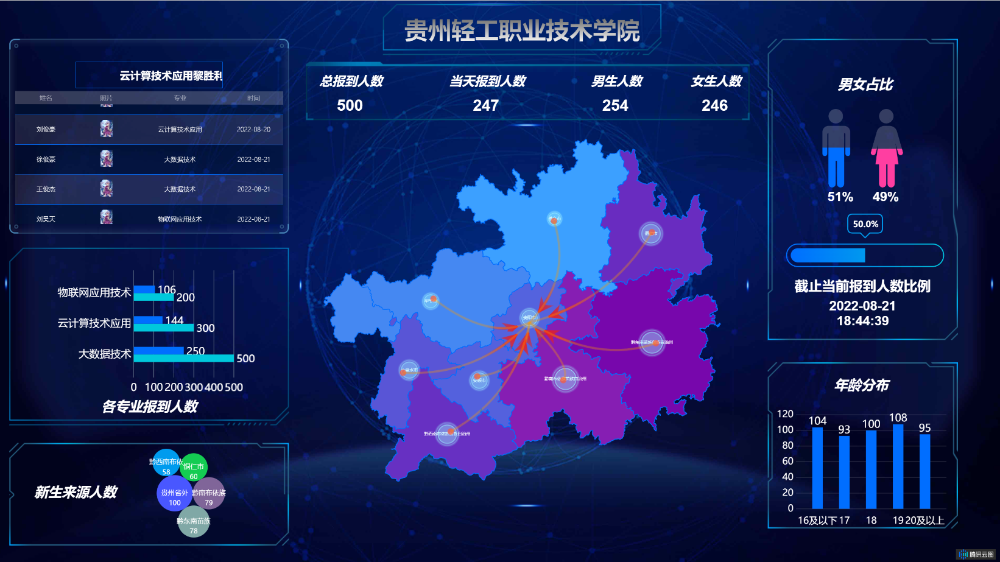 贵州轻工职业技术学院
云计算技术应用黎胜利
姓名 照片 专业 时间
刘俊豪 云计算技术应用 2022-08-20
徐俊豪 大数据技术 2022-08-21
王俊杰 大数据技术 2022-08-21
刘昊天 物联网应用技术 2022-08-21
总报到人数 当天报到人数 男生人数 女生人数
500 247 254 246
男女占比
51% 49%
50.0%
截止当前报到人数比例
2022-08-21
18:44:39
物联网应用技术 106
200
云计算技术应用 144
300
大数据技术 250
500
0 100 200 300 400 500
各专业报到人数
贵阳市
安顺市
黔东南苗族侗族自治州
黔南布依族苗族自治州
黔西南布依族苗族自治州
新生来源人数
黔西南布依
58
铜仁市
60
贵州省外
100
黔南布依族
79
黔东南苗族
78
年龄分布
120
100
80
60
40
20
0
104 93 100 108 95
16及以下 17 18 19 20及以上
腾讯云图